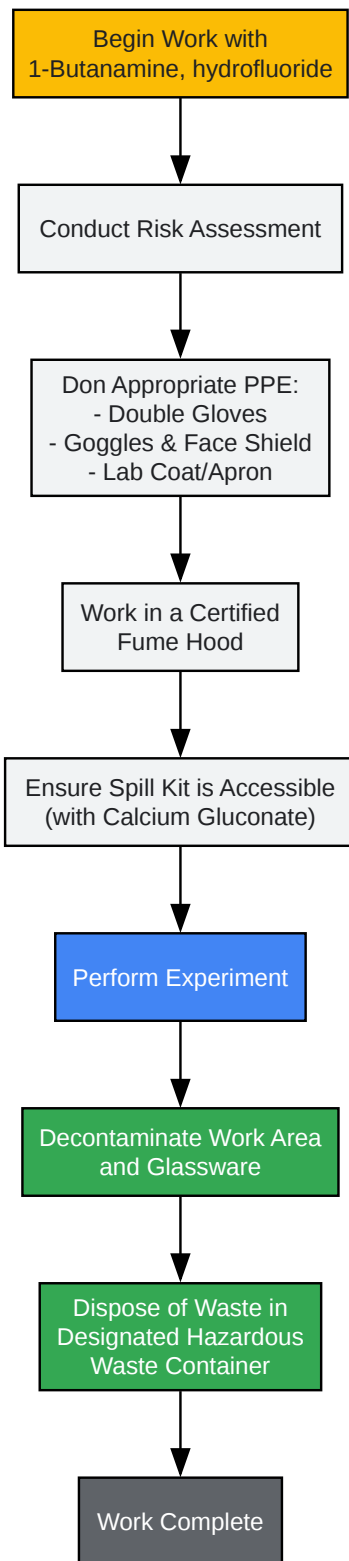 Begin Work with
1-Butanamine, hydrofluoride
Conduct Risk Assessment
Don Appropriate PPE:
- Double Gloves
- Goggles & Face Shield
- Lab Coat/Apron
Work in a Certified
Fume Hood
Ensure Spill Kit is Accessible
(with Calcium Gluconate)
Perform Experiment
Decontaminate Work Area
and Glassware
Dispose of Waste in
Designated Hazardous
Waste Container
Work Complete